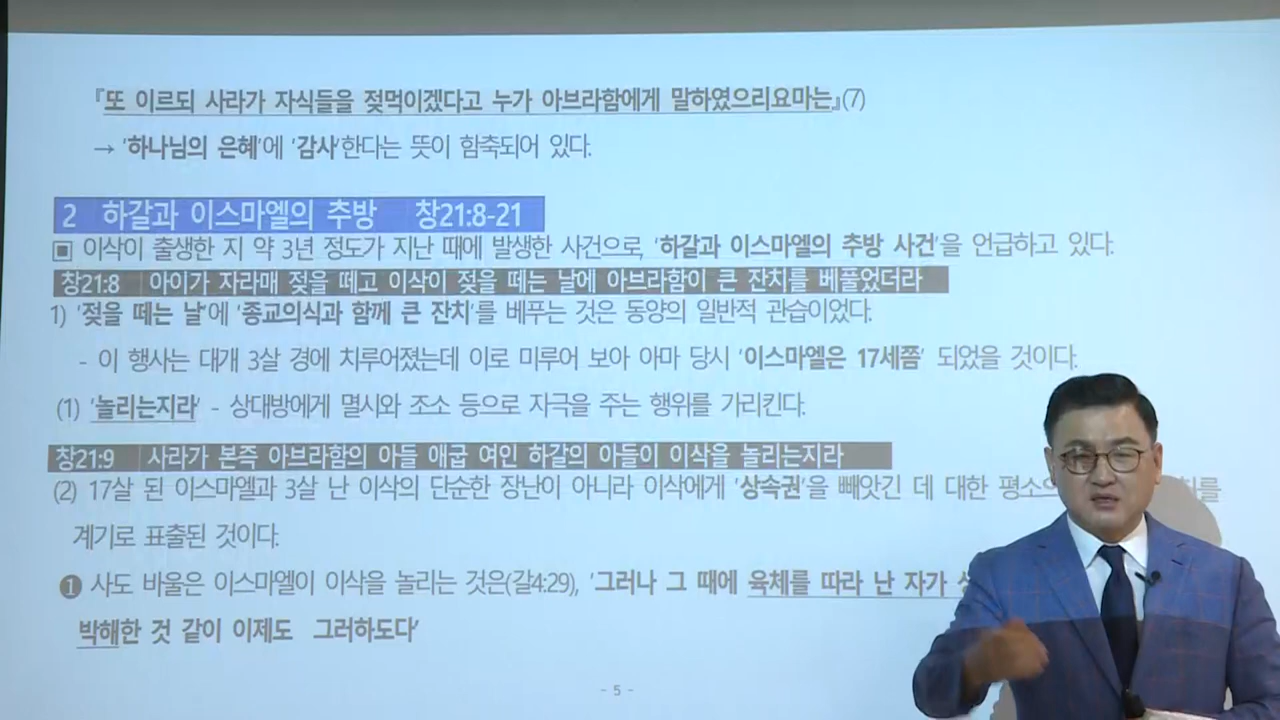 『또 이르되 사라가 자식들을 젖먹이겠다고 누가 아브라함에게 말하였으리요마는』(7)
→ '하나님의 은혜'에 '감사'한다는 뜻이 함축되어 있다.
2 하갈과 이스마엘의 추방 창21:8-21
▣ 이삭이 출생한 지 약 3년 정도가 지난 때에 발생한 사건으로, '하갈과 이스마엘의 추방 사건'을 언급하고 있다.
창21:8 아이가 자라매 젖을 떼고 이삭이 젖을 떼는 날에 아브라함이 큰 잔치를 베풀었더라
1) '젖을 떼는 날'에 '종교의식과 함께 큰 잔치'를 베푸는 것은 동양의 일반적 관습이었다.
- 이 행사는 대개 3살 경에 치루어졌는데 이로 미루어 보아 아마 당시 '이스마엘은 17세쯤' 되었을 것이다.
(1) '놀리는지라' - 상대방에게 멸시와 조소 등으로 자극을 주는 행위를 가리킨다.
창21:9 사라가 본즉 아브라함의 아들 애굽 여인 하갈의 아들이 이삭을 놀리는지라
(2) 17살 된 이스마엘과 3살 난 이삭의 단순한 장난이 아니라 이삭에게 '상속권'을 빼앗긴 데 대한 평소의
계기로 표출된 것이다.
❶ 사도 바울은 이스마엘이 이삭을 놀리는 것은(갈4:29), '그러나 그 때에 육체를 따라 난 자가
박해한 것 같이 이제도 그러하도다'
- 5 -